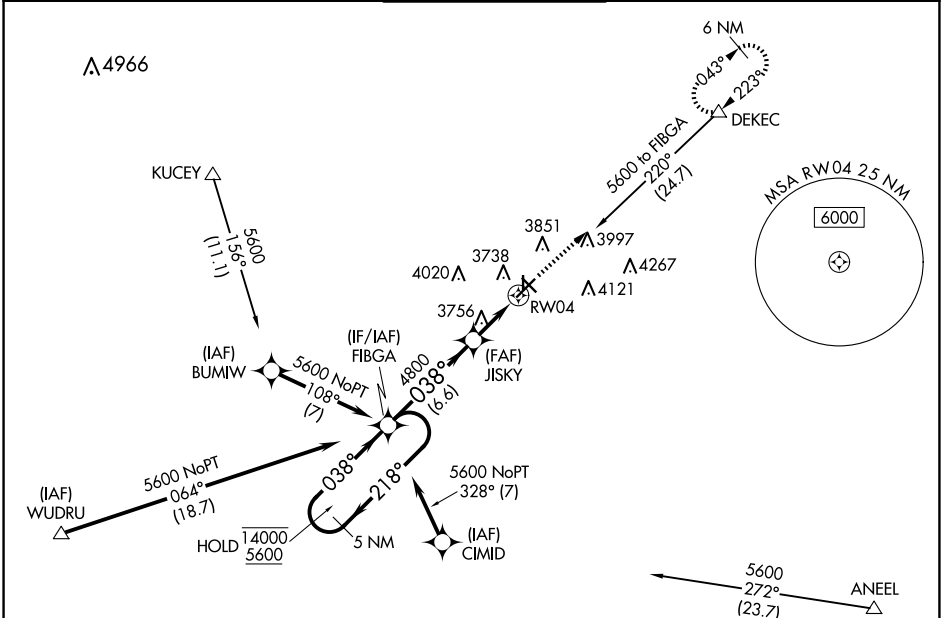 6 NM
4966
043°
223°
DEKEC
5600 to FIBGA
220°
(24.7)
KUCEY
MSA RW04 25 NM
6000
5600
156°
(11.1)
3851
3997
3738
4020
4267
4121
RW04
3756
(IF/IAF)
FIBGA
(FAF)
JISKY
4800
038°
(6.6)
(IAF)
BUMIW
5600 NoPT
108°
(7)
038°
218°
5600 NoPT
064°
(18.7)
5600 NoPT
328° (7)
(IAF)
WUDRU
HOLD 14000
5600
5 NM
(IAF)
CIMID
5600
272°
(23.7)
ANEEL